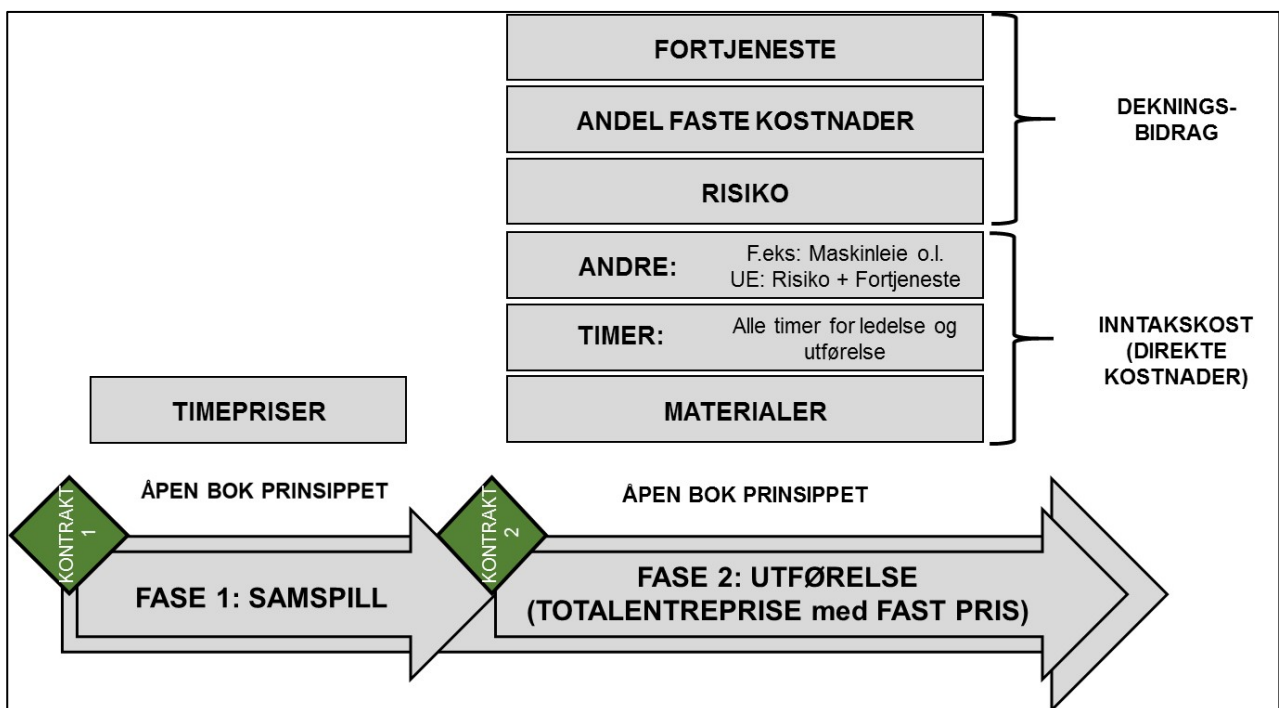 FORTJENESTE
ANDEL FASTE KOSTNADER
RISIKO
DEKNINGS-
BIDRAG
ANDRE:
F.eks: Maskinleie o.l.
UE: Risiko + Fortjeneste
TIMER:
Alle timer for ledelse og
utførelse
MATERIALER
INNTAKSKOST
(DIREKTE
KOSTNADER)
TIMEPRISER
ÅPEN BOK PRINSIPPET
ÅPEN BOK PRINSIPPET
KONTRAKT
1
FASE 1: SAMSPILL
KONTRAKT
2
FASE 2: UTFØRELSE
(TOTALENTREPRISE med FAST PRIS)